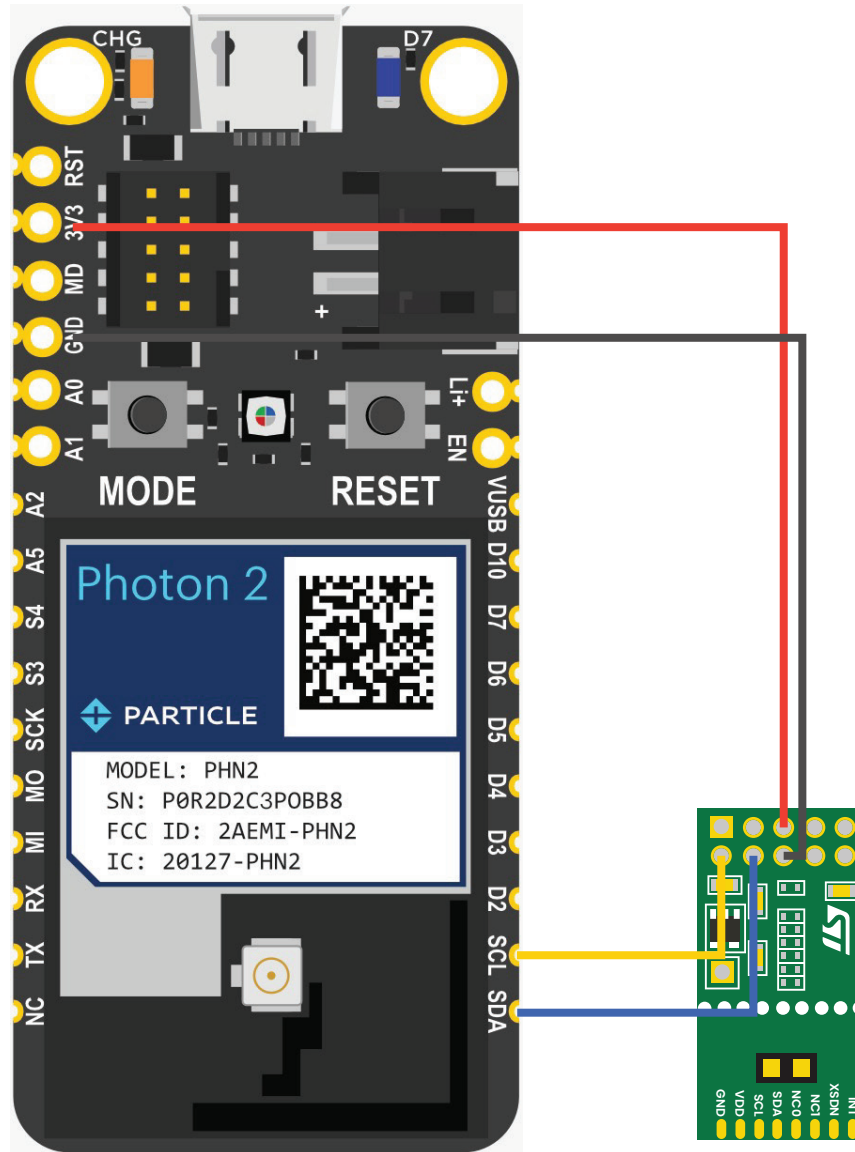 CHG
D7
RST
3V3
MD
GND
A0
A1
A2
A5
S4
S3
SCK
MO
MI
RX
TX
NC
+
Li+
EN
VUSB
D10
D7
D6
D5
D4
D3
D2
SCL
SDA
MODE
RESET
Photon 2
PARTICLE
MODEL: PHN2
SN: P0R2D2C3POBB8
FCC ID: 2AEMI-PHN2
IC: 20127-PHN2
ST
GND
VDD
SCL
SDA
NC0
NC1
XSDN
INT